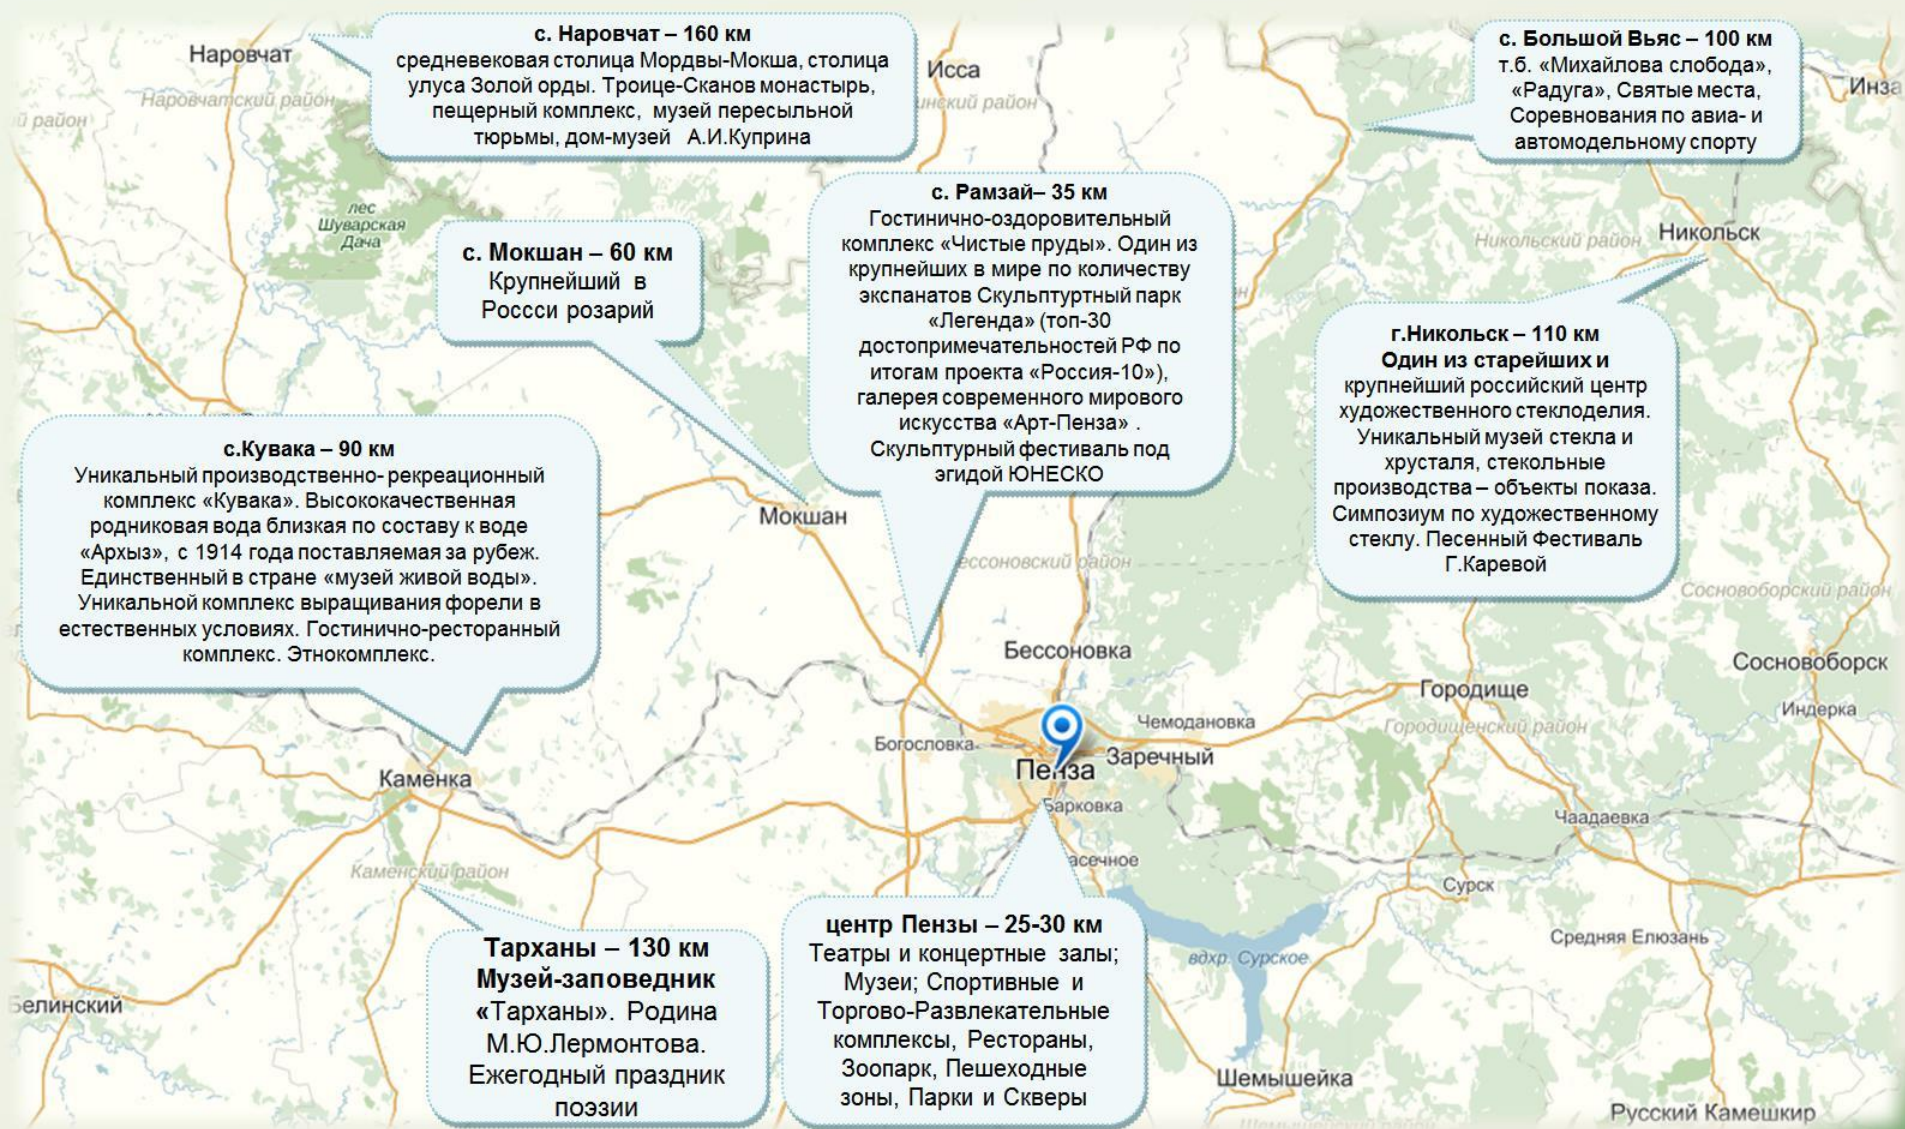 с. Наровчат – 160 км
средневековая столица Мордвы-Мокша, столица
улуса Золой орды. Троице-Сканов монастырь,
пещерный комплекс, музей пересыльной
тюрьмы, дом-музей А.И.Куприна
с. Большой Вьяс – 100 км
т.б. «Михайлова слобода»,
«Радуга», Святые места,
Соревнования по авиа- и
автомодельному спорту
Наровчат
Исса
Инза
Наровчатский район
район
лес
Шуварская
Дача
с. Мокшан – 60 км
Крупнейший в
Россси розарий
с. Рамзай– 35 км
Гостинично-оздоровительный
комплекс «Чистые пруды». Один из
крупнейших в мире по количеству
экспанатов Скульптуртный парк
«Легенда» (топ-30
достопримечательностей РФ по
итогам проекта «Россия-10»),
галерея современного мирового
искусства «Арт-Пенза» .
Скульптурный фестиваль под
эгидой ЮНЕСКО
Никольский район
Никольск
г.Никольск – 110 км
Один из старейших и
крупнейший российский центр
художественного стеклоделия.
Уникальный музей стекла и
хрусталя, стекольные
производства – объекты показа.
Симпозиум по художественному
стеклу. Песенный Фестиваль
Г.Каревой
с.Кувака – 90 км
Уникальный производственно- рекреационный
комплекс «Кувака». Высококачественная
родниковая вода близкая по составу к воде
«Архыз», с 1914 года поставляемая за рубеж.
Единственный в стране «музей живой воды».
Уникальной комплекс выращивания форели в
естественных условиях. Гостинично-ресторанный
комплекс. Этнокомплекс.
Мокшан
ессоновский район
Сосновоборский район
Бессоновка
Сосновоборск
Городище
Индерка
Чемодановка
Городищенский район
Богословка
Заречный
Пенза
Каменка
Барковка
Чаадаевка
асечное
Каменский район
Сурск
Средняя Елюзань
вдхр. Сурское
Белинский
Тарханы – 130 км
Музей-заповедник
«Тарханы». Родина
М.Ю.Лермонтова.
Ежегодный праздник
поэзии
центр Пензы – 25-30 км
Театры и концертные залы;
Музеи; Спортивные и
Торгово-Развлекательные
комплексы, Рестораны,
Зоопарк, Пешеходные
зоны, Парки и Скверы
Шемышейка
Русский Камешкир
Шемышейский район